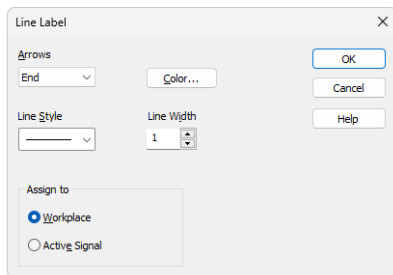 Line Label
Arrows
End
Color...
OK
Cancel
Help
Line Style
Line Width
1
Assign to
Workplace
Active Signal